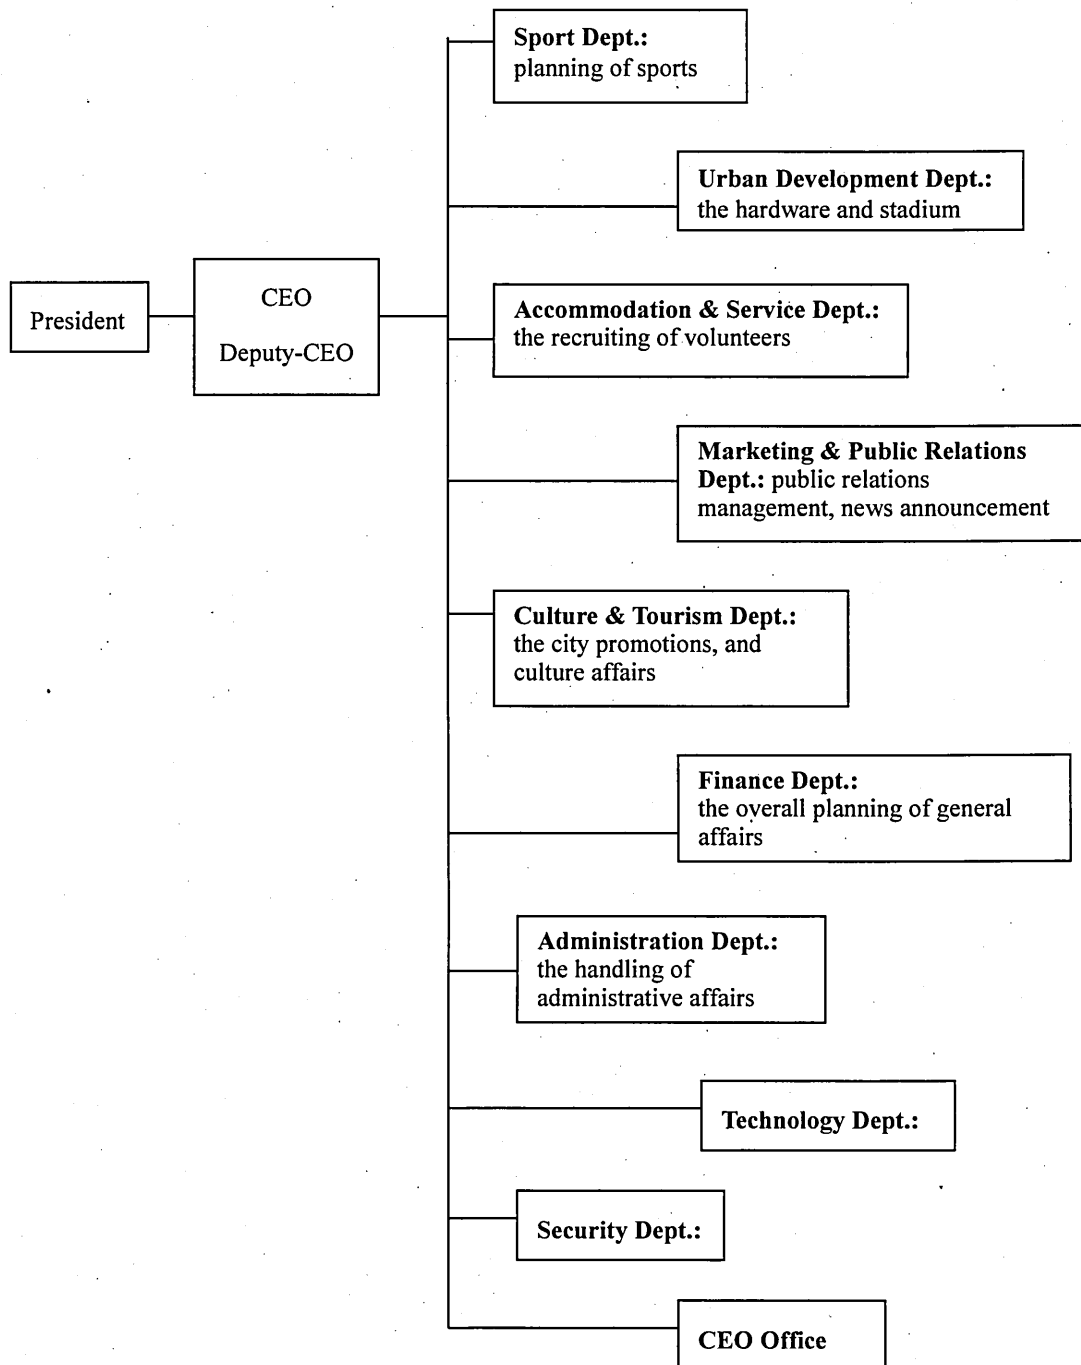 Sport Dept.:
planning of sports
Urban Development Dept.:
the hardware and stadium
President
CEO
Deputy-CEO
Accommodation & Service Dept.:
the recruiting of volunteers
Marketing & Public Relations
Dept.: public relations
management, news announcement
Culture & Tourism Dept.:
the city promotions, and
culture affairs
Finance Dept.:
the overall planning of general
affairs
Administration Dept.:
the handling of
administrative affairs
Technology Dept.:
Security Dept.:
CEO Office